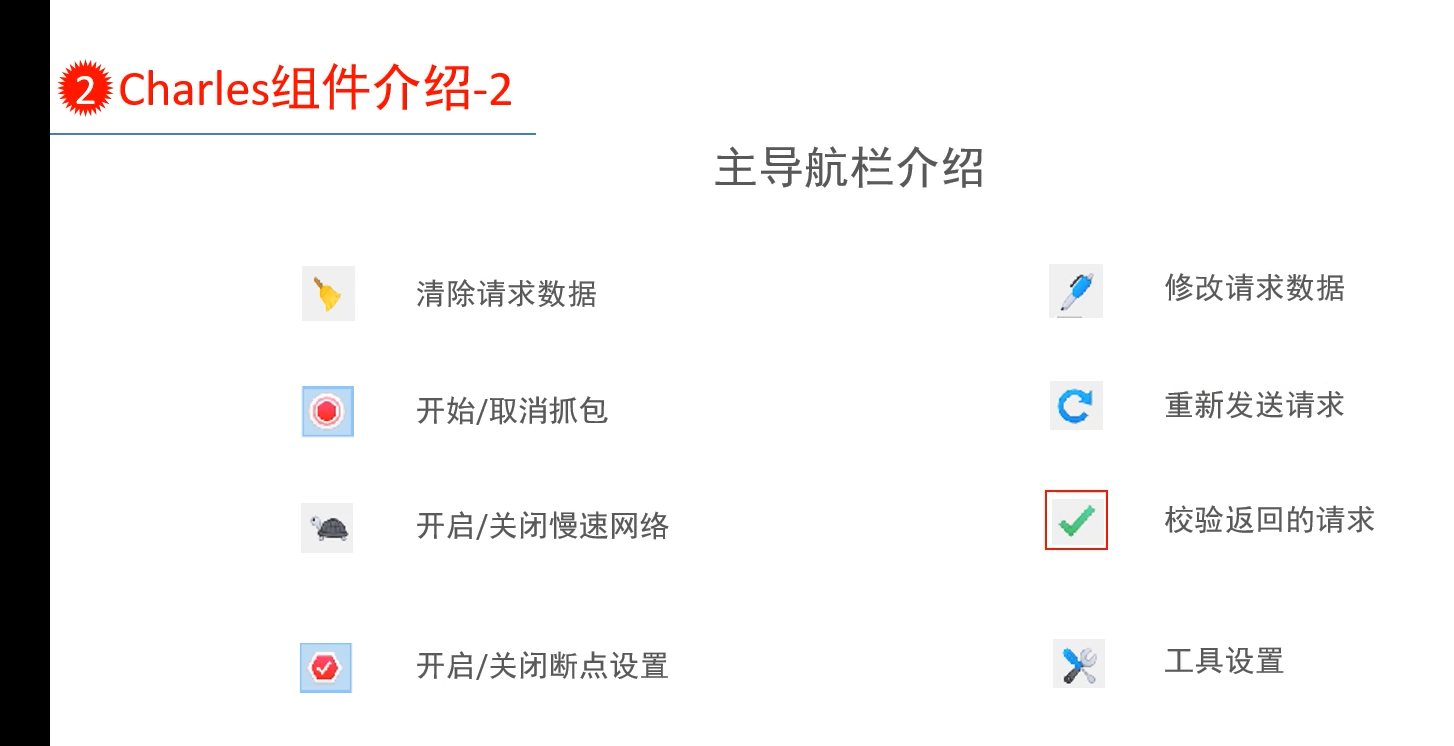 2 Charles组件介绍-2
主导航栏介绍
清除请求数据
修改请求数据
开始/取消抓包
重新发送请求
开启/关闭慢速网络
校验返回的请求
开启/关闭断点设置
工具设置